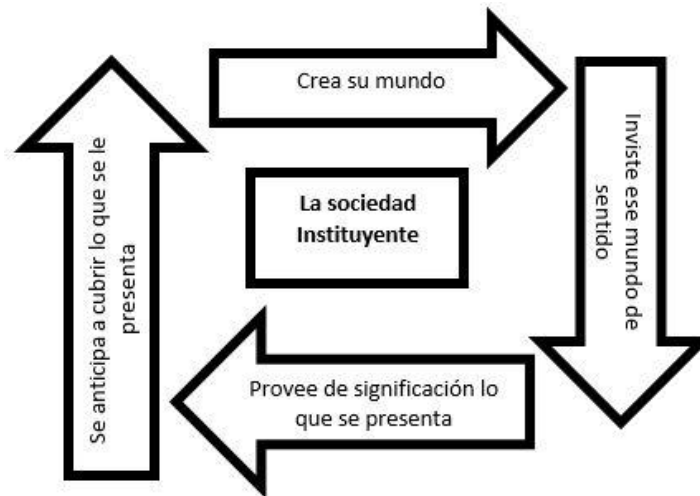 Crea su mundo
Inviste ese mundo de
sentido
La sociedad
Instituyente
Provee de significación lo
que se presenta
Se anticipa a cubrir lo que se le
presenta